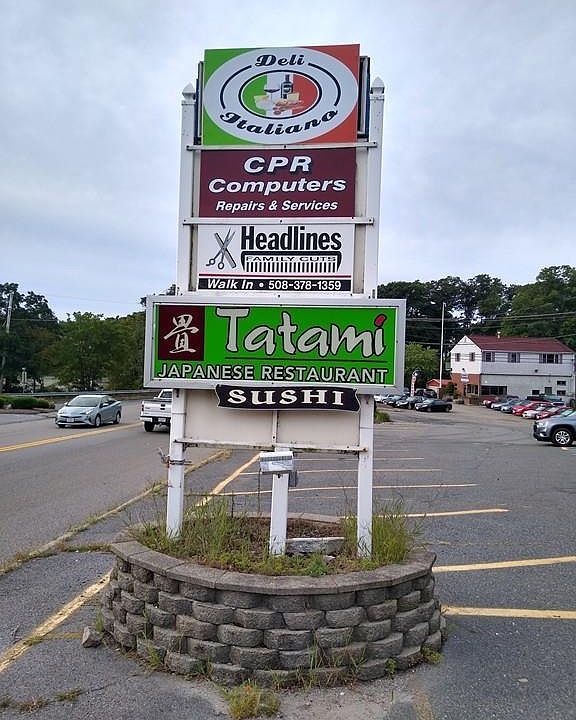 Deli
Italiano
CPR
Computers
Repairs & Services
Headlines
FAMILY CUTS
Walk In • 508-378-1359
畳 Tatami
JAPANESE RESTAURANT
SUSHI